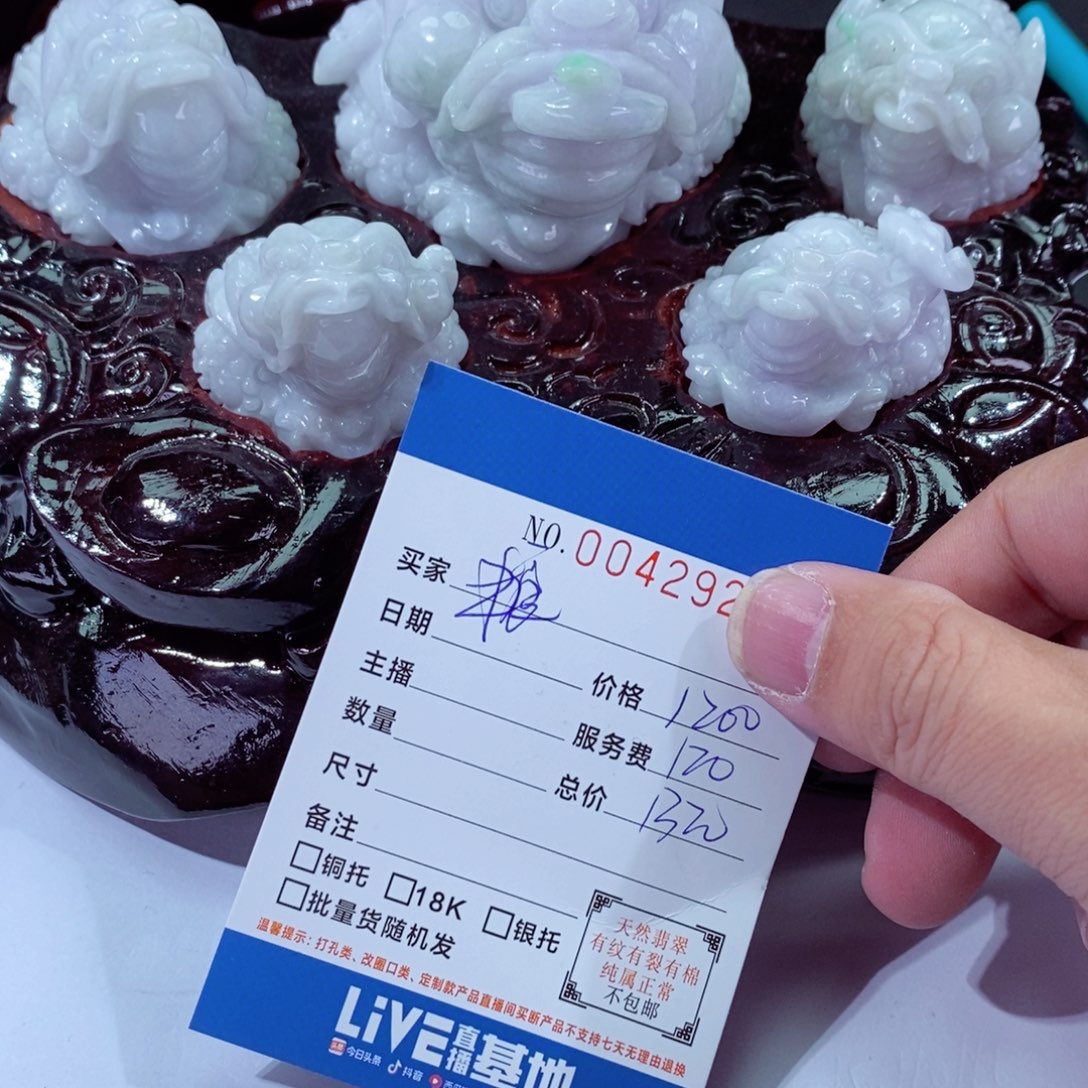 NO. 004292
买家
日期
价格 1200
主播
服务费 120
数量
总价 1320
尺寸
备注
铜托 18K 银托
批量货随机发
天然翡翠
有纹有裂有棉
纯属正常
不包邮
温馨提示：打孔类、改圈口类、定制款产品直播间买断产品不支持七天无理由退换
LiVE直播基地
今日头条 抖音